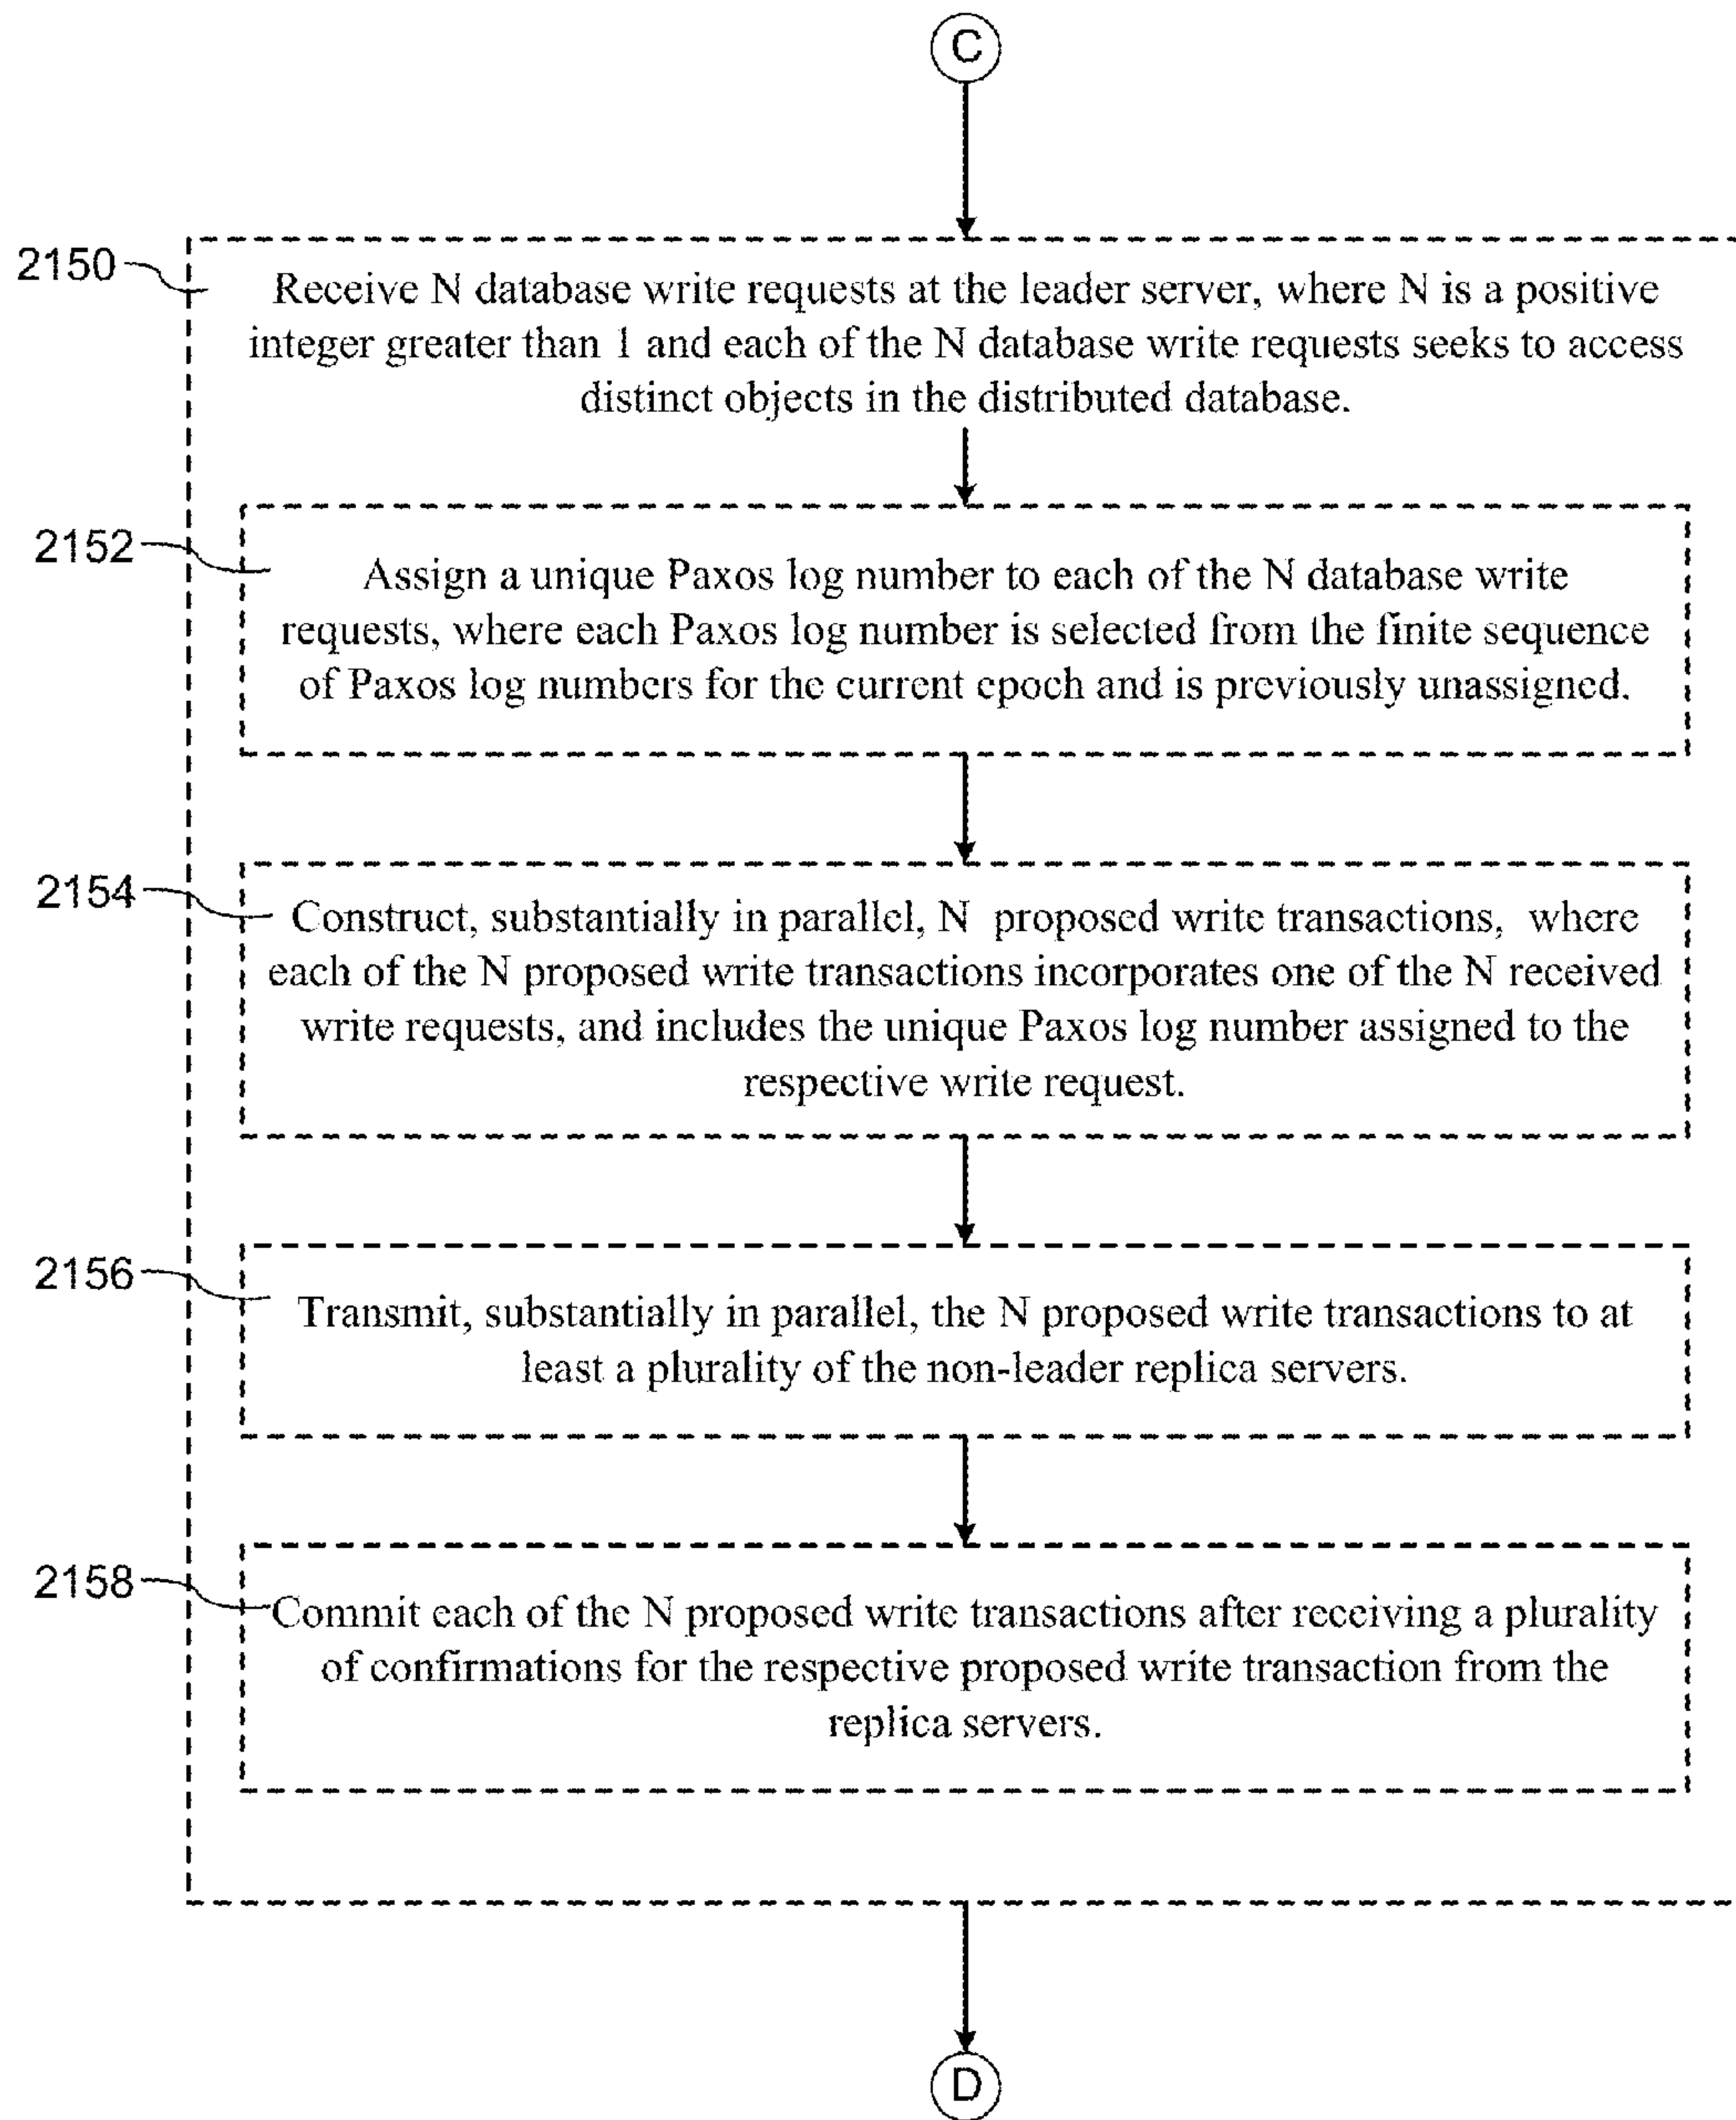 C
2150
Receive N database write requests at the leader server, where N is a positive
integer greater than 1 and each of the N database write requests seeks to access
distinct objects in the distributed database.
2152
Assign a unique Paxos log number to each of the N database write
requests, where each Paxos log number is selected from the finite sequence
of Paxos log numbers for the current epoch and is previously unassigned.
2154
Construct, substantially in parallel, N proposed write transactions, where
each of the N proposed write transactions incorporates one of the N received
write requests, and includes the unique Paxos log number assigned to the
respective write request.
2156
Transmit, substantially in parallel, the N proposed write transactions to at
least a plurality of the non-leader replica servers.
2158
Commit each of the N proposed write transactions after receiving a plurality
of confirmations for the respective proposed write transaction from the
replica servers.
D